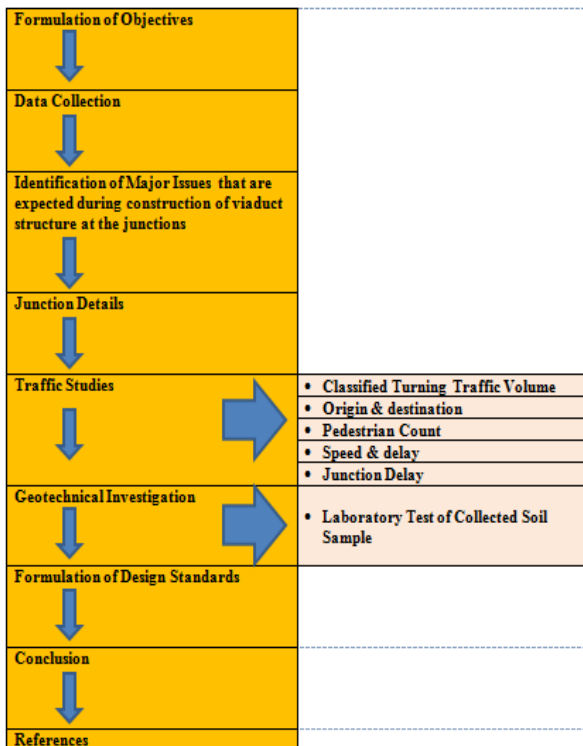 Formulation of Objectives
Data Collection
Identification of Major Issues that are
expected during construction of viaduct
structure at the junctions
Junction Details
Traffic Studies
• Classified Turning Traffic Volume
• Origin & destination
• Pedestrian Count
• Speed & delay
• Junction Delay
Geotechnical Investigation
• Laboratory Test of Collected Soil
Sample
Formulation of Design Standards
Conclusion
References